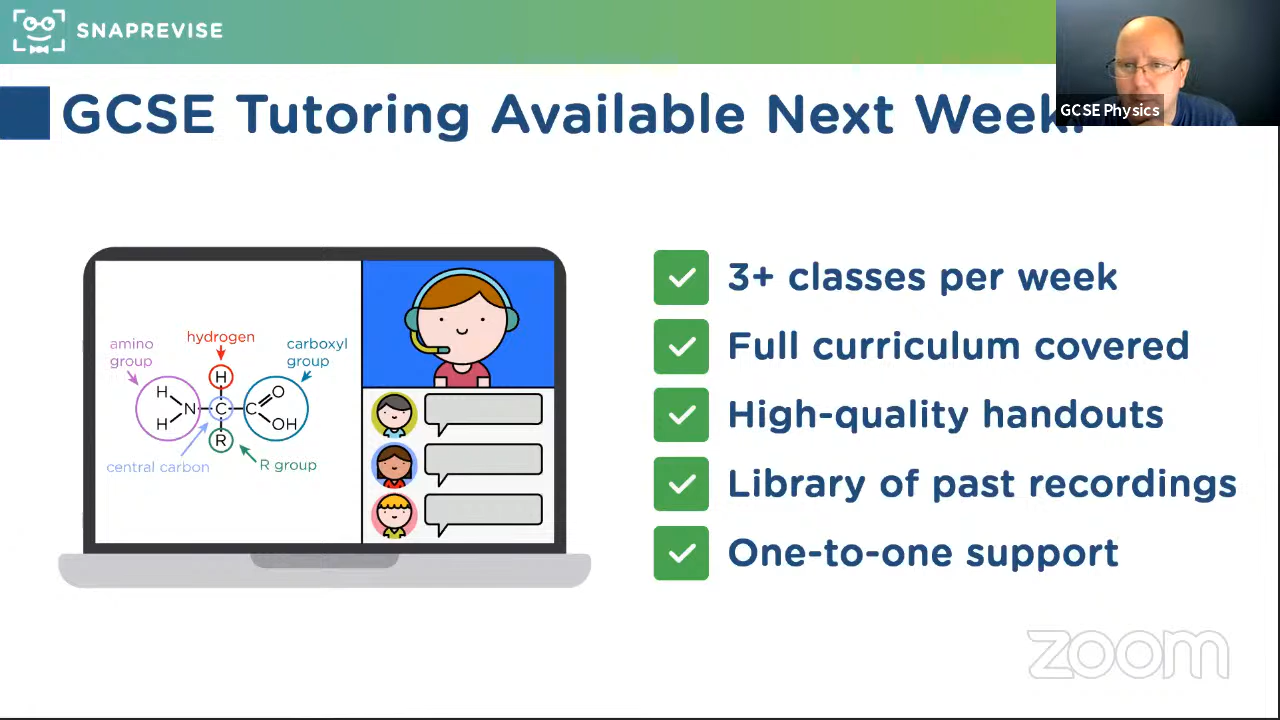 SNAPREVISE
GCSE Tutoring Available Next Week!
GCSE Physics
amino
group
hydrogen
carboxyl
group
H
H
H
N
C
C
O
OH
R
central carbon
R group
3+ classes per week
Full curriculum covered
High-quality handouts
Library of past recordings
One-to-one support
zoom